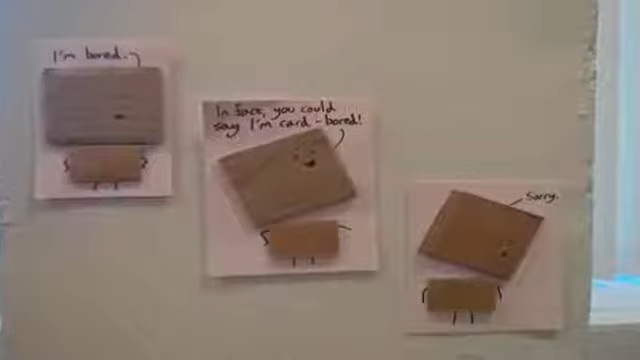 I'm bored.
In fact, you could
say I'm card-bored!
Sorry.